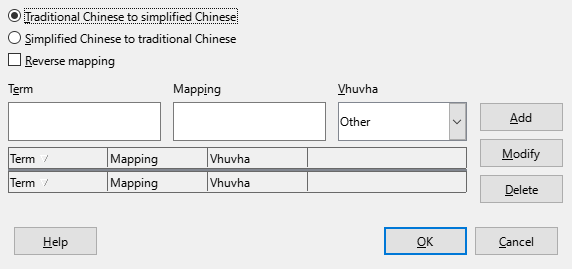 Traditional Chinese to simplified Chinese
Simplified Chinese to traditional Chinese
Reverse mapping
Term Mapping Vhuvha
Other Add
Term / Mapping Vhuvha Modify
Term / Mapping Vhuvha Delete
Help OK Cancel